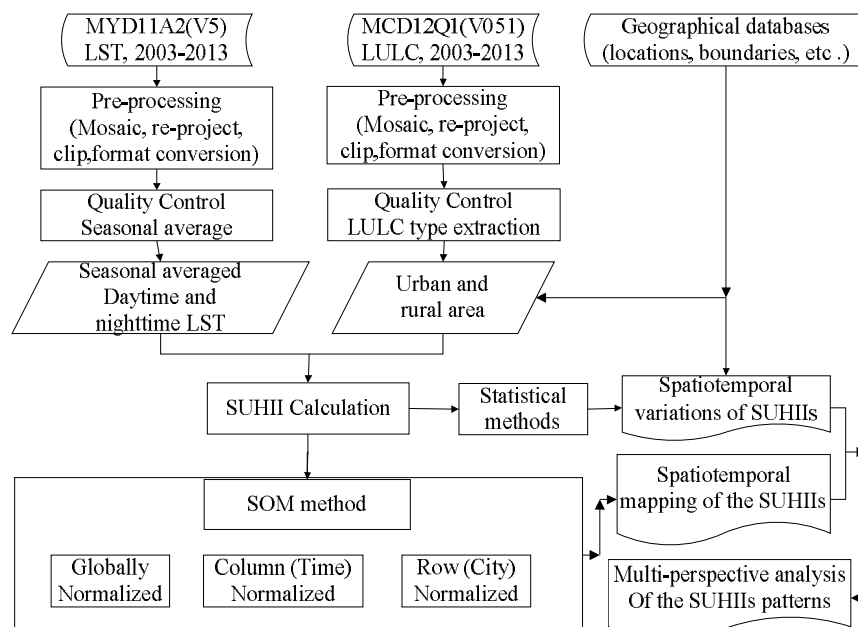 MYD11A2(V5)
LST, 2003-2013
MCD12Q1(V051)
LULC, 2003-2013
Geographical databases
(locations, boundaries, etc .)
Pre-processing
(Mosaic, re-project,
clip,format conversion)
Pre-processing
(Mosaic, re-project,
clip,format conversion)
Quality Control
Seasonal average
Quality Control
LULC type extraction
Seasonal averaged
Daytime and
nighttime LST
Urban and
rural area
SUHII Calculation
Statistical
methods
Spatiotemporal
variations of SUHIIs
SOM method
Spatiotemporal
mapping of the SUHIIs
Globally
Normalized
Column (Time)
Normalized
Row (City)
Normalized
Multi-perspective analysis
Of the SUHIIs patterns